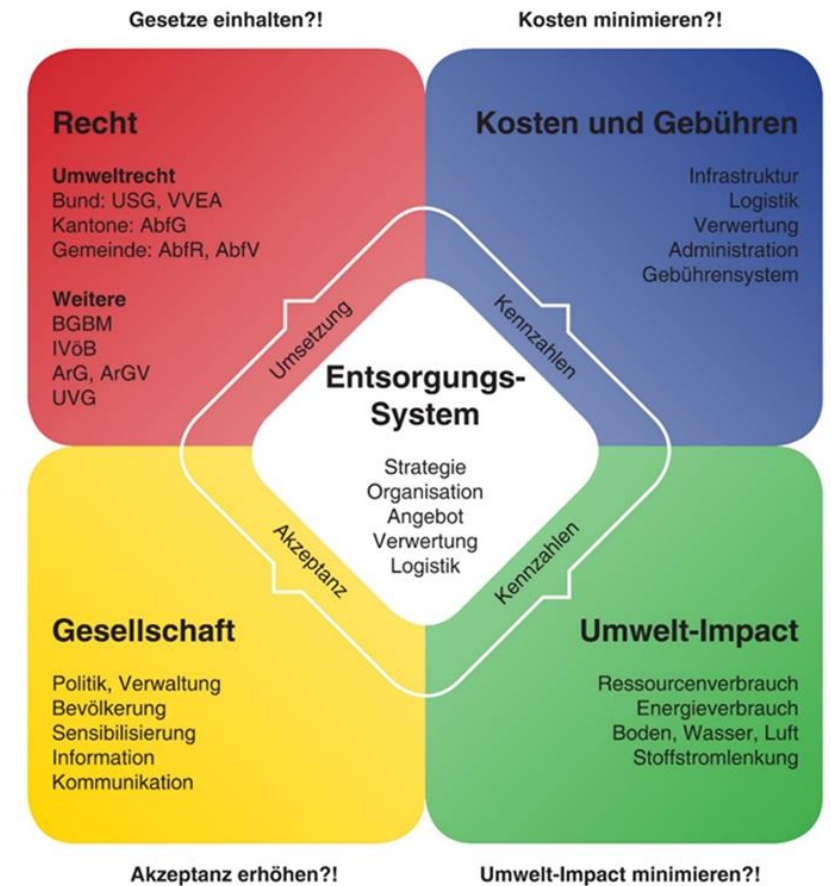 Gesetze einhalten?!
Kosten minimieren?!
Recht
Umweltrecht
Bund: USG, VVEA
Kantone: AbfG
Gemeinde: AbfR, AbfV
Weitere
BGBM
IVöB
ArG, ArGV
UVG
Kosten und Gebühren
Infrastruktur
Logistik
Verwertung
Administration
Gebührensystem
Umsetzung
Kennzahlen
Entsorgungs-
System
Strategie
Organisation
Angebot
Verwertung
Logistik
Akzeptanz
Kennzahlen
Gesellschaft
Politik, Verwaltung
Bevölkerung
Sensibilisierung
Information
Kommunikation
Umwelt-Impact
Ressourcenverbrauch
Energieverbrauch
Boden, Wasser, Luft
Stoffstromlenkung
Akzeptanz erhöhen?!
Umwelt-Impact minimieren?!